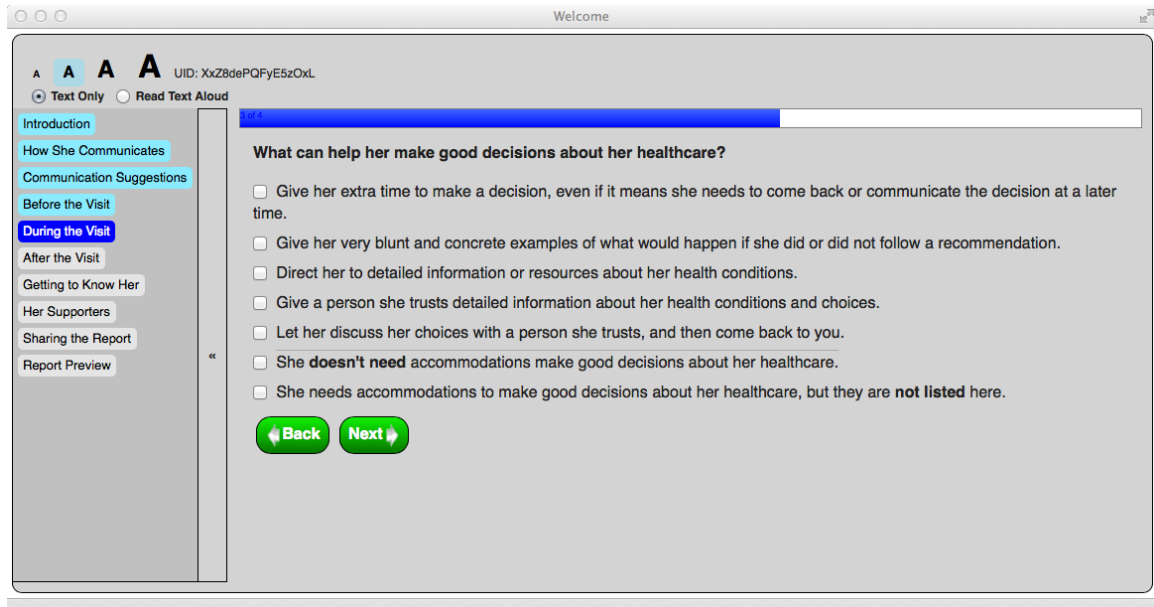 Welcome
A A A A UID: XxZ8dePQFyE5zOxL
Text Only Read Text Aloud
Introduction
How She Communicates
Communication Suggestions
Before the Visit
During the Visit
After the Visit
Getting to Know Her
Her Supporters
Sharing the Report
Report Preview
«
3 of 4
What can help her make good decisions about her healthcare?
Give her extra time to make a decision, even if it means she needs to come back or communicate the decision at a later
time.
Give her very blunt and concrete examples of what would happen if she did or did not follow a recommendation.
Direct her to detailed information or resources about her health conditions.
Give a person she trusts detailed information about her health conditions and choices.
Let her discuss her choices with a person she trusts, and then come back to you.
She doesn't need accommodations make good decisions about her healthcare.
She needs accommodations to make good decisions about her healthcare, but they are not listed here.
Back Next